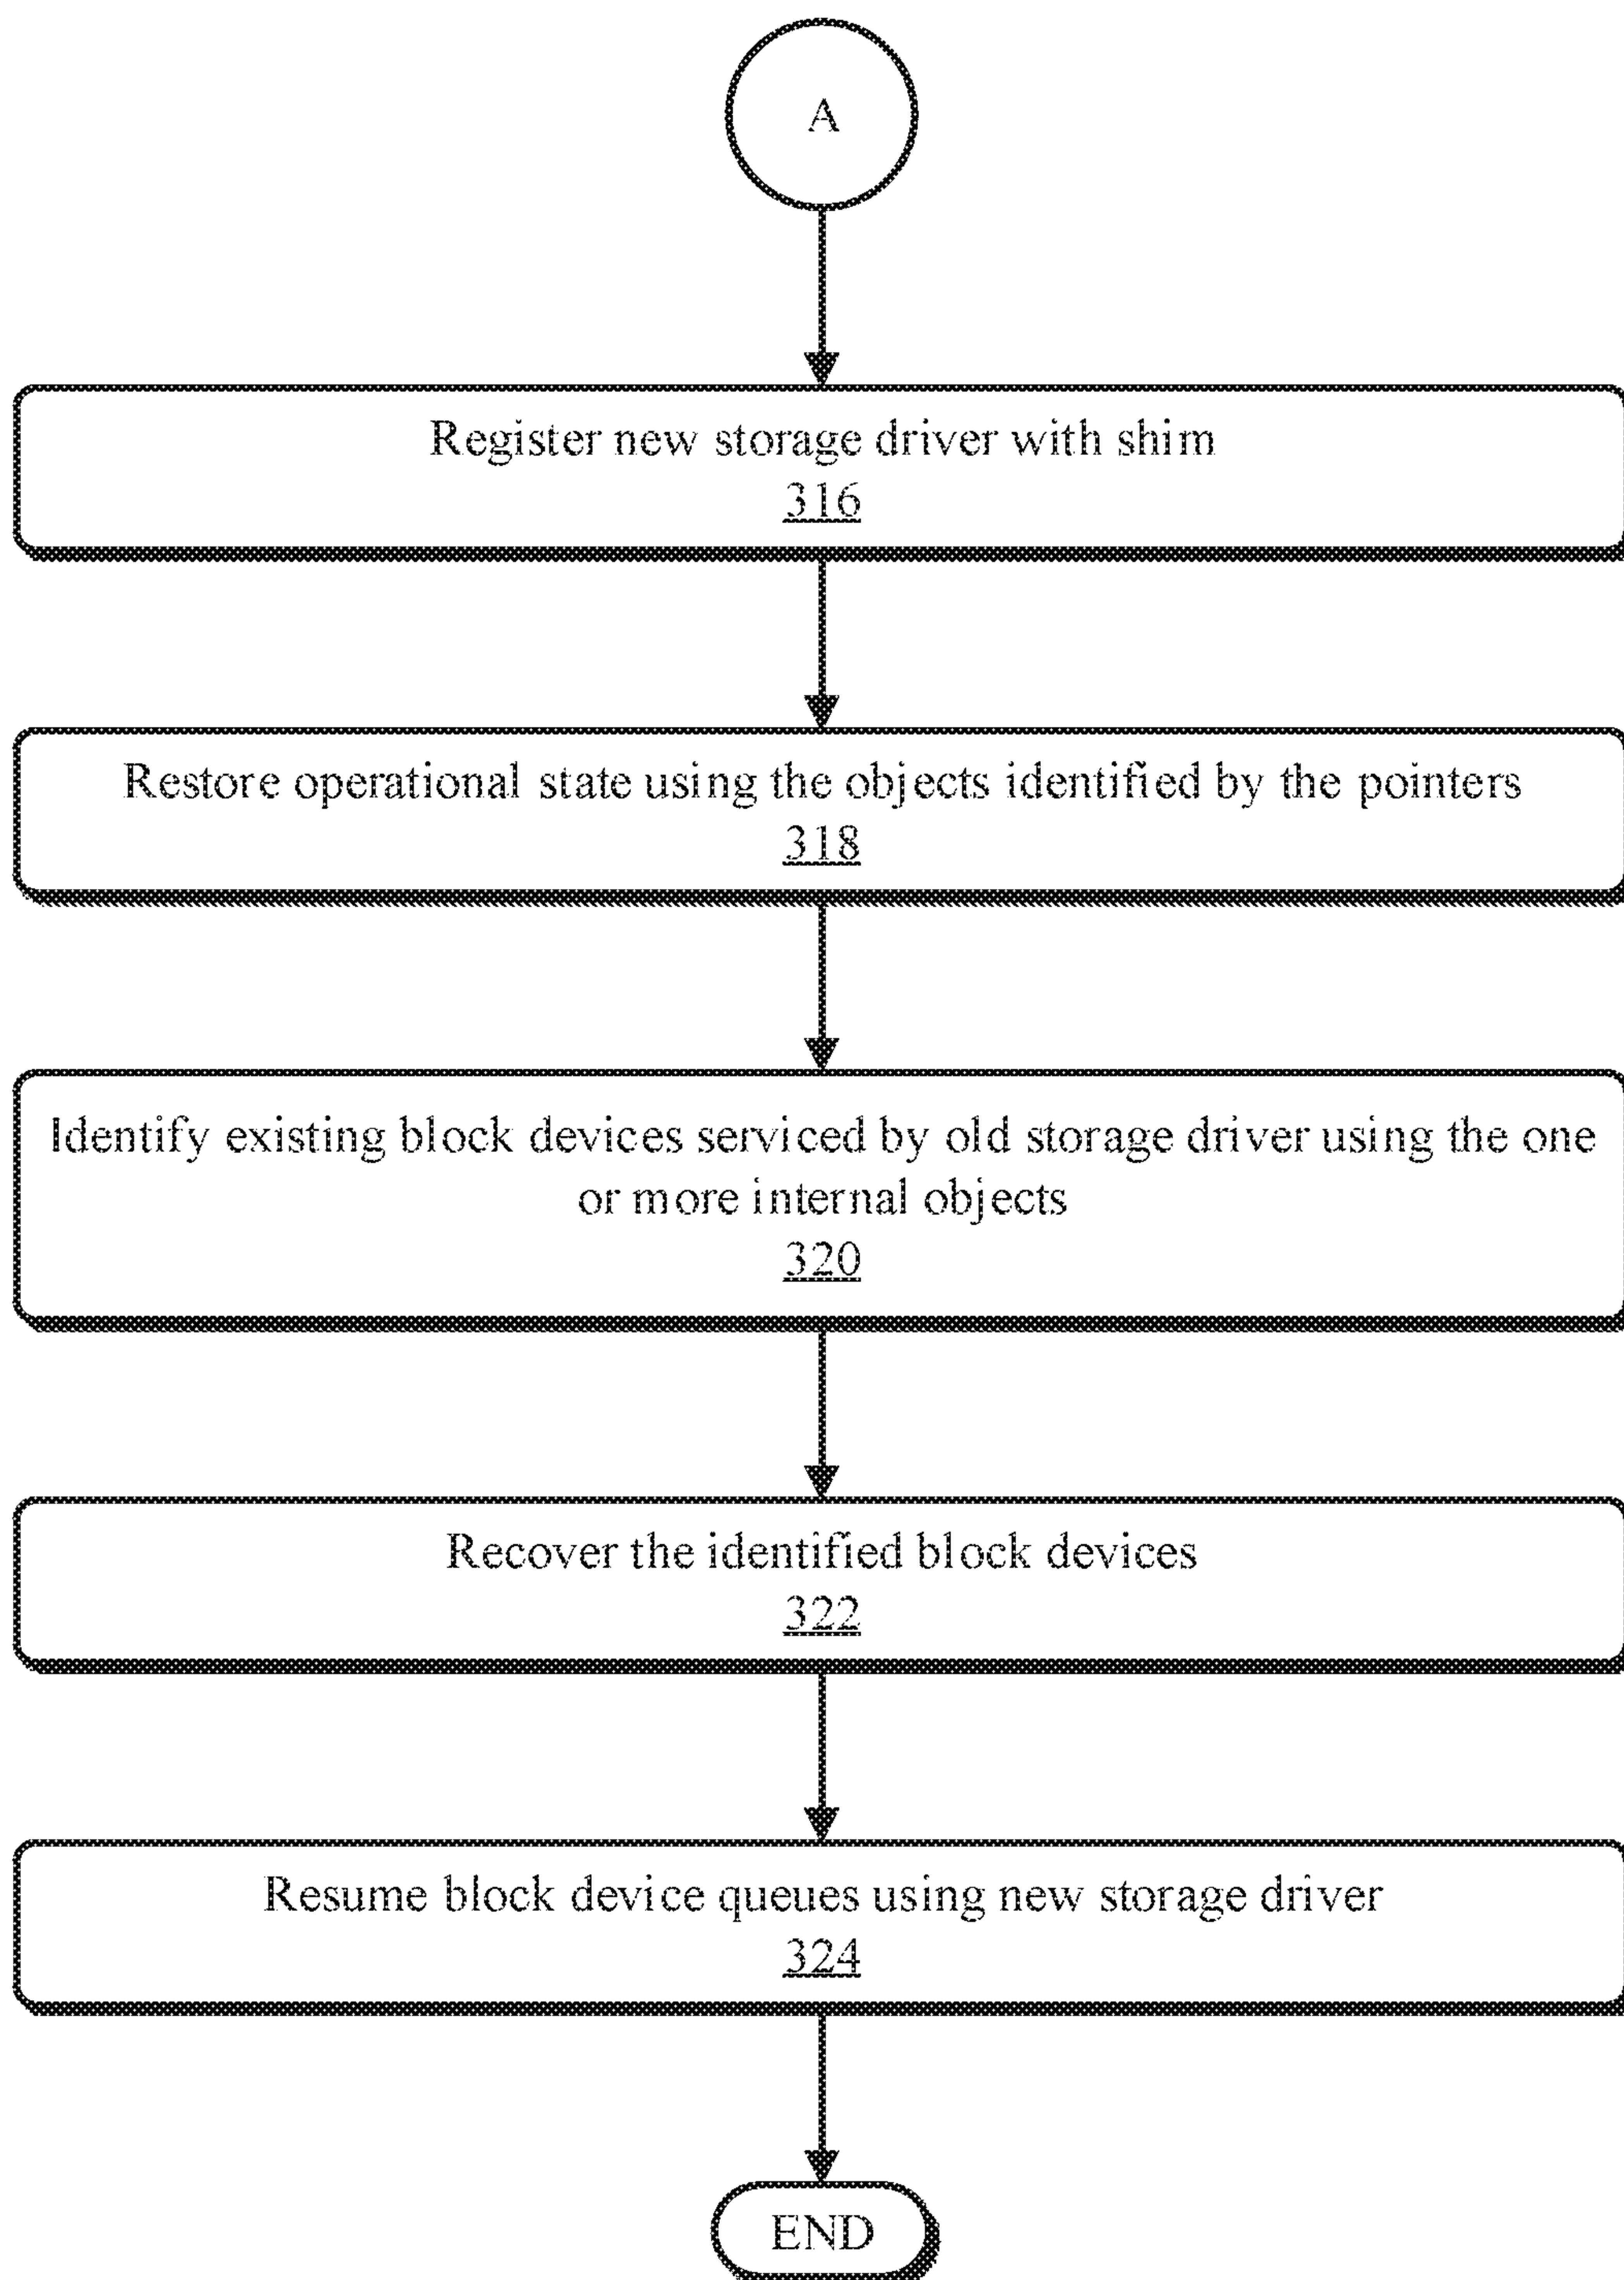 A
Register new storage driver with shim
316
Restore operational state using the objects identified by the pointers
318
Identify existing block devices serviced by old storage driver using the one
or more internal objects
320
Recover the identified block devices
322
Resume block device queues using new storage driver
324
END